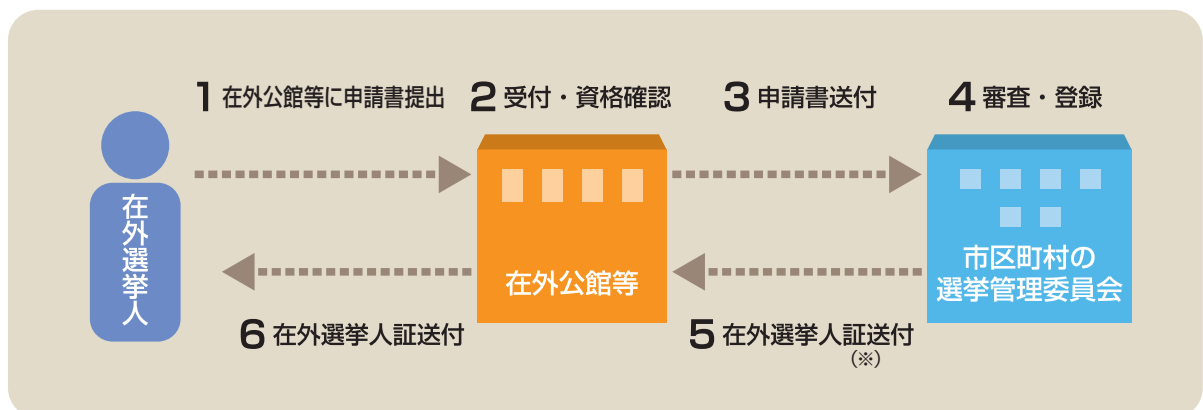 1 在外公館等に申請書提出
2 受付・資格確認
3 申請書送付
4 審査・登録
在外選挙人
在外公館等
市区町村の
選挙管理委員会
6 在外選挙人証送付
5 在外選挙人証送付
(※)